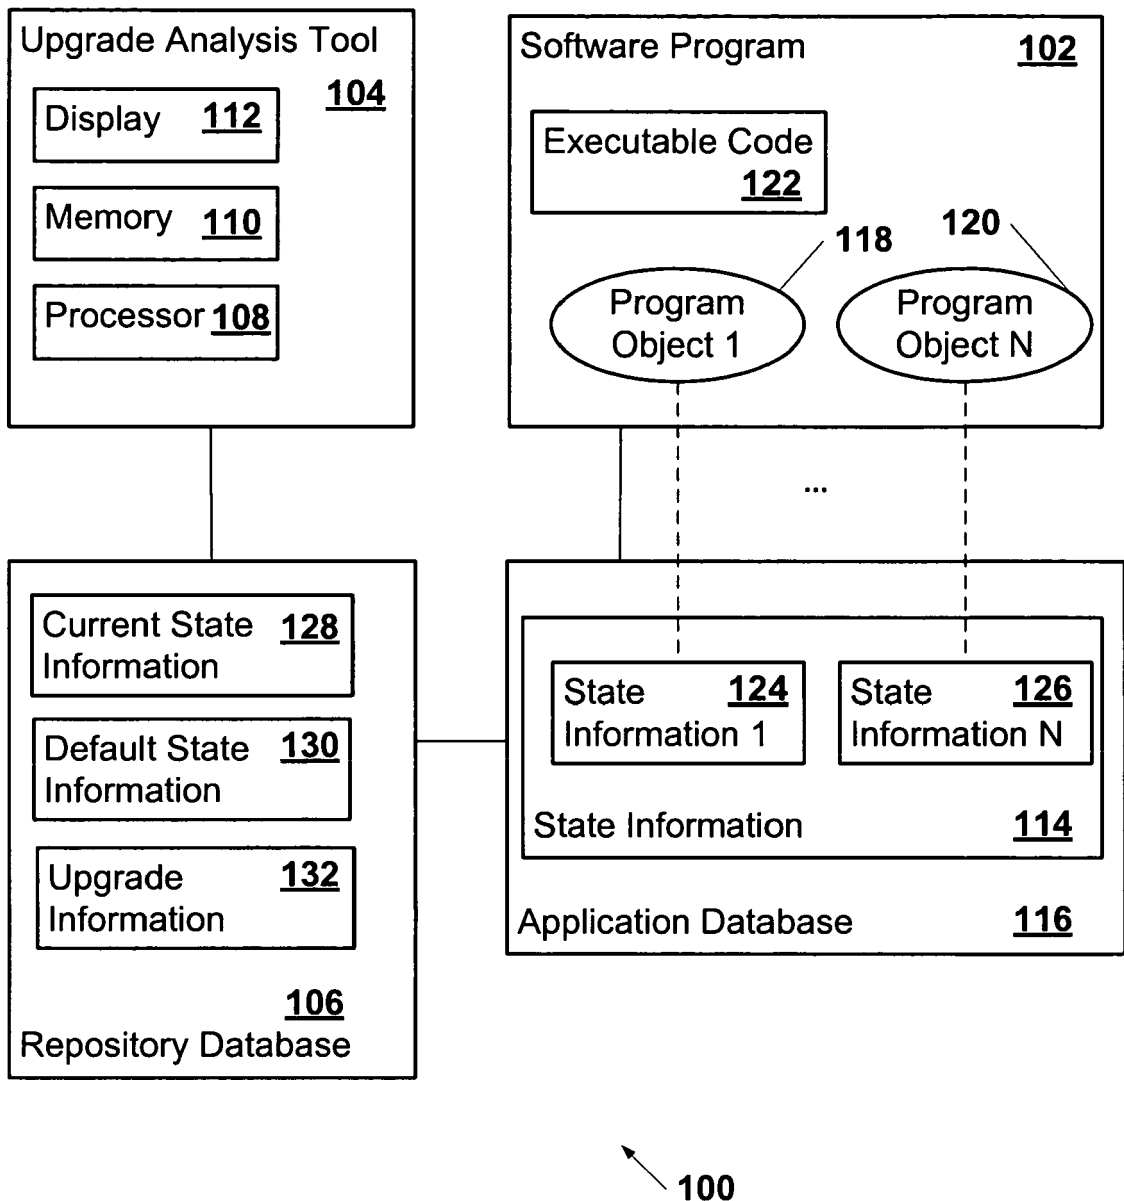 Upgrade Analysis Tool
104
Display 112
Memory 110
Processor 108
Software Program 102
Executable Code
122
118
120
Program
Object 1
Program
Object N
...
Current State 128
Information
Default State 130
Information
Upgrade 132
Information
106
Repository Database
State 124
Information 1
State 126
Information N
State Information 114
Application Database 116
100